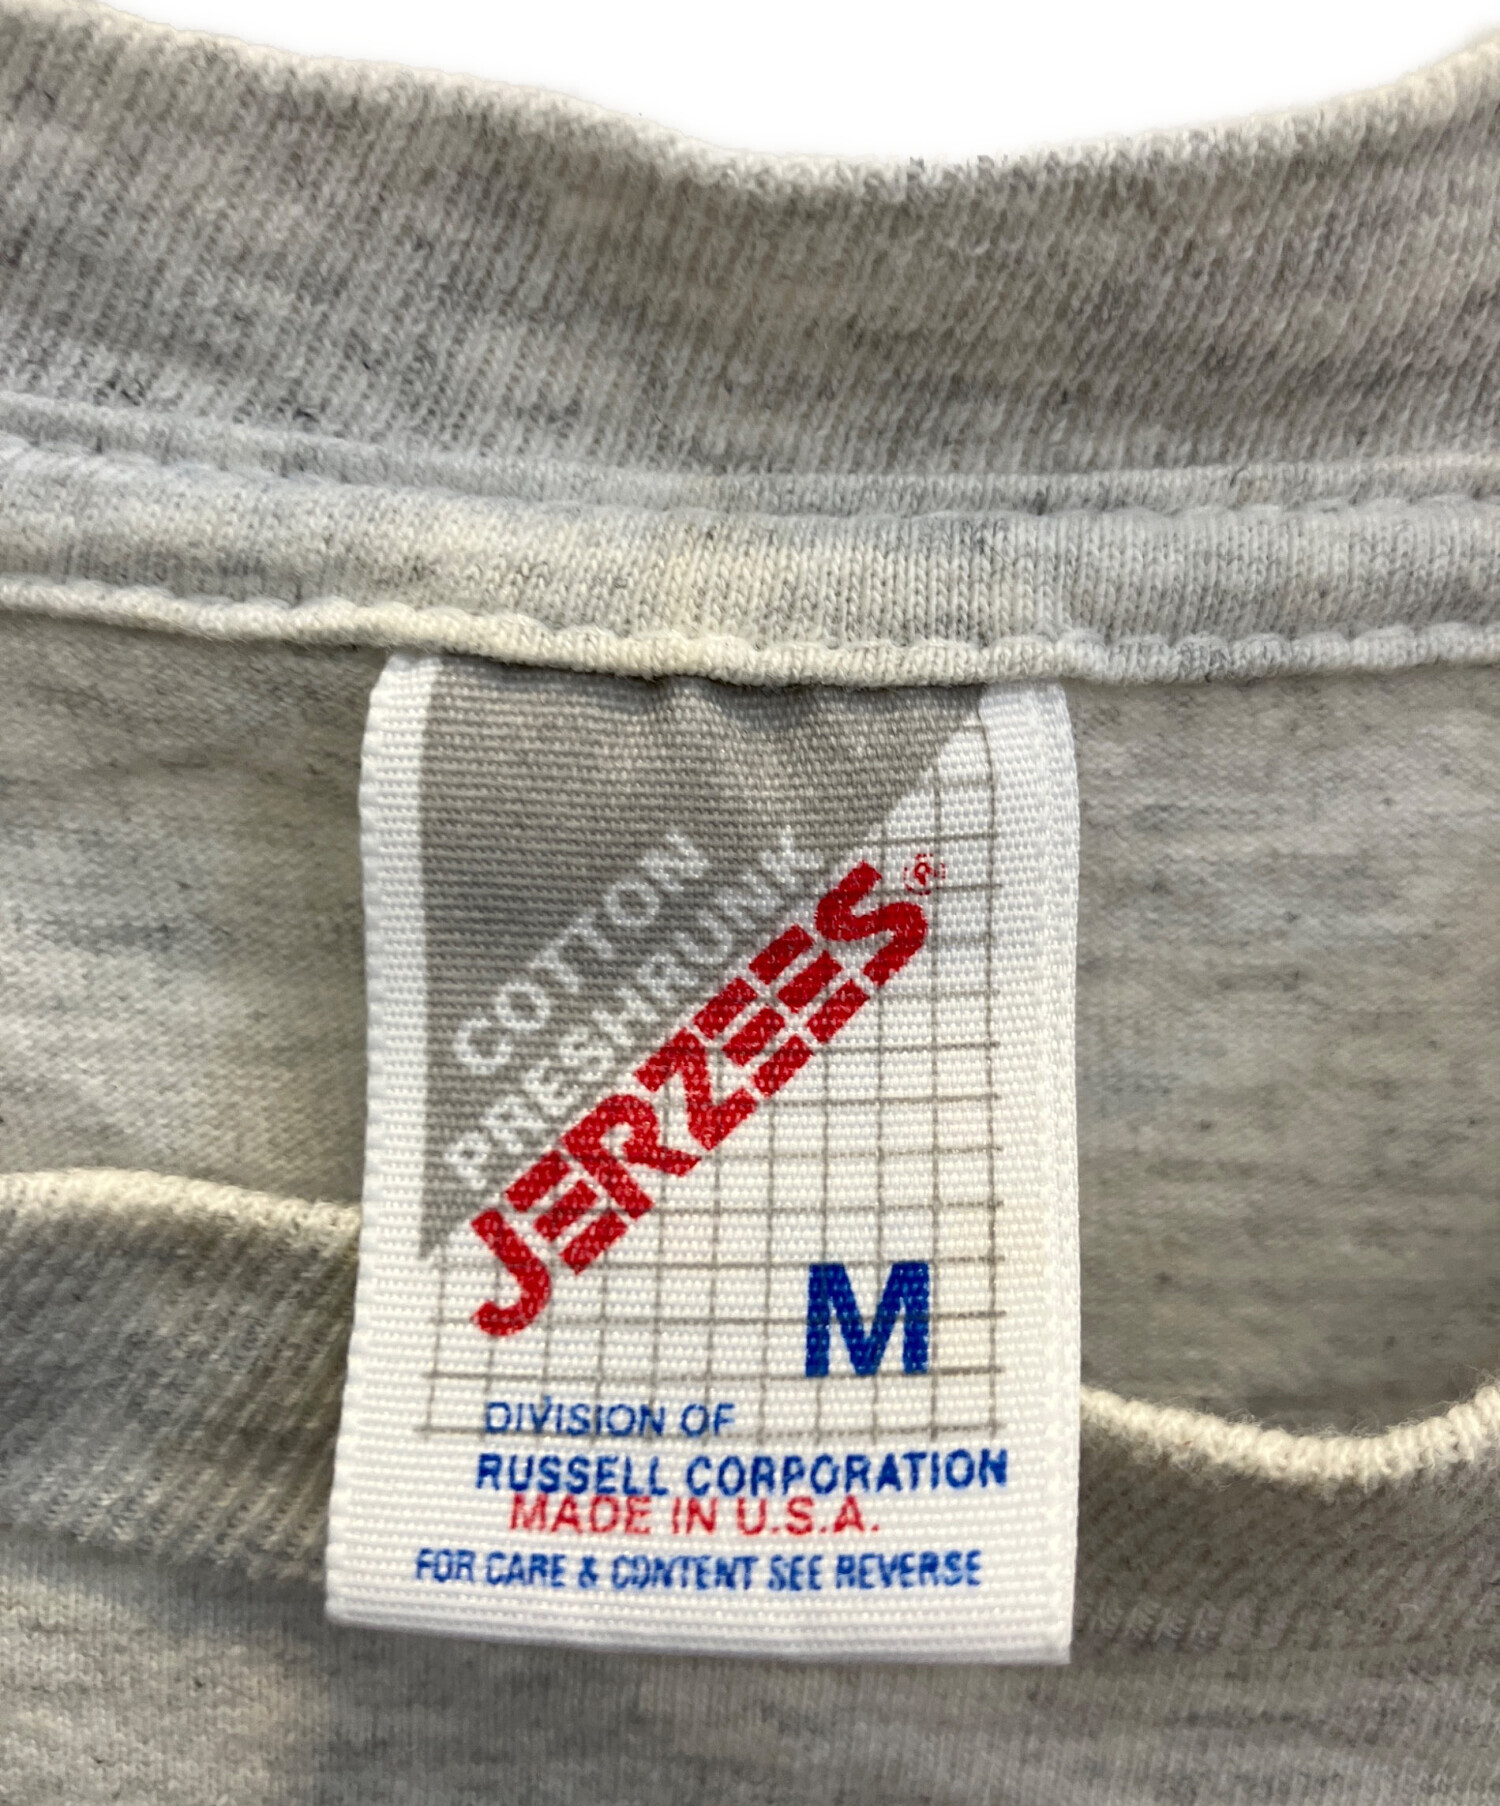 COTTON
PRESHRUNK
JERZEES®
M
DIVISION OF
RUSSELL CORPORATION
MADE IN U.S.A.
FOR CARE & CONTENT SEE REVERSE